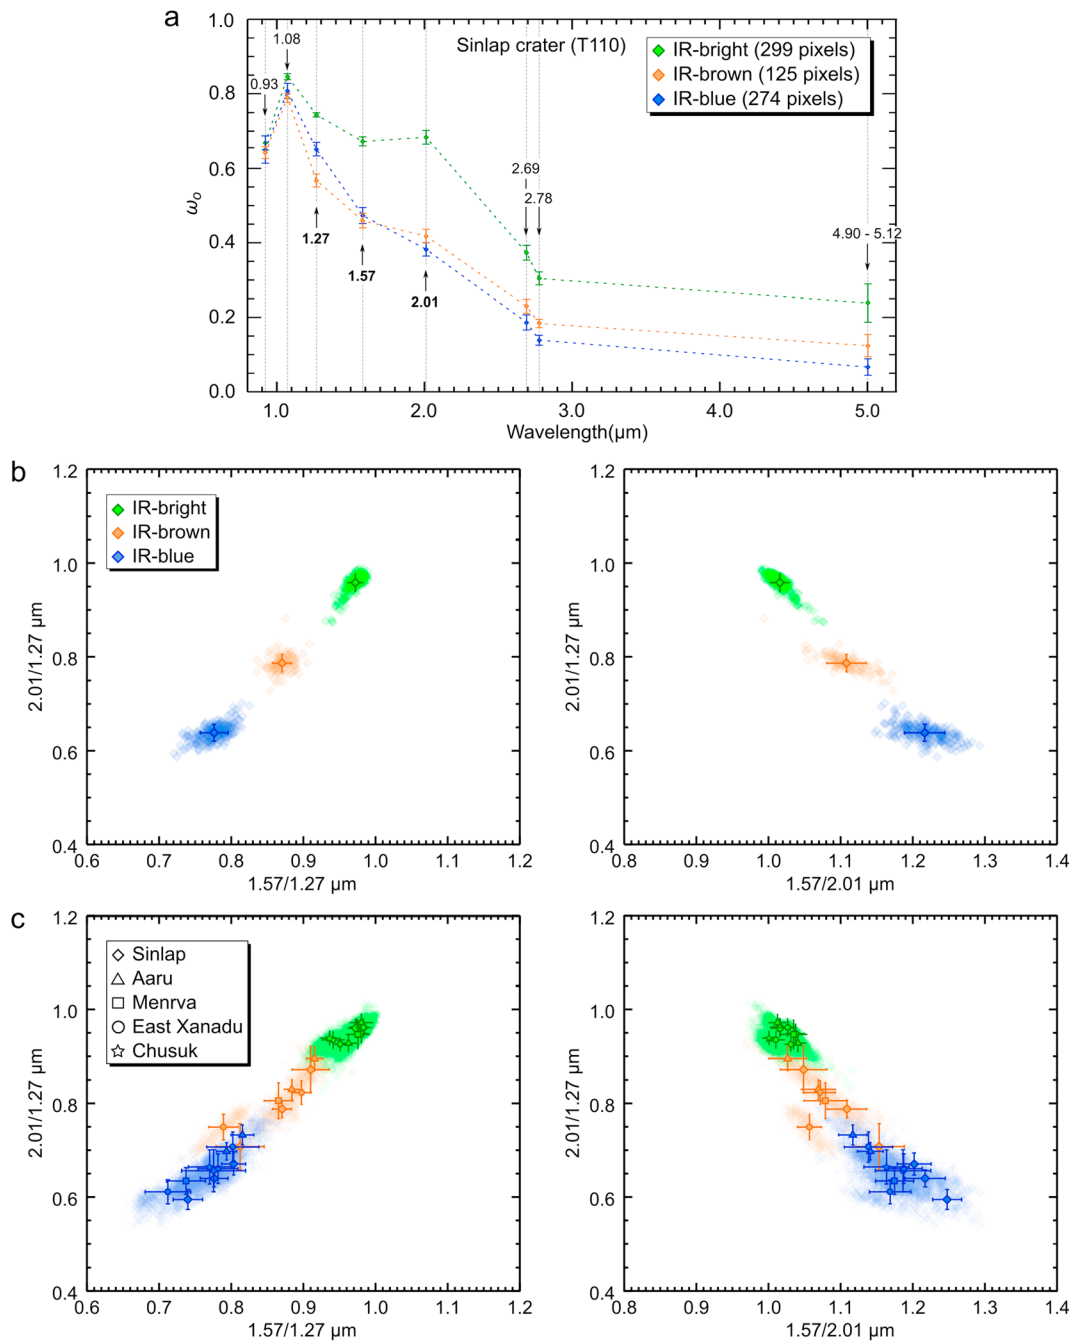 a
Sinlap crater (T110)
IR-bright (299 pixels)
IR-brown (125 pixels)
IR-blue (274 pixels)
1.0
0.8
0.6
0.4
0.2
0.0
ωo
0.93
1.08
1.27
1.57
2.01
2.69
2.78
4.90 - 5.12
1.0
2.0
3.0
4.0
5.0
Wavelength(μm)
b
IR-bright
IR-brown
IR-blue
1.2
1.0
0.8
0.6
0.4
2.01/1.27 μm
0.6
0.7
0.8
0.9
1.0
1.1
1.2
1.57/1.27 μm
1.2
1.0
0.8
0.6
0.4
2.01/1.27 μm
0.8
0.9
1.0
1.1
1.2
1.3
1.4
1.57/2.01 μm
c
Sinlap
Aaru
Menrva
East Xanadu
Chusuk
1.2
1.0
0.8
0.6
0.4
2.01/1.27 μm
0.6
0.7
0.8
0.9
1.0
1.1
1.2
1.57/1.27 μm
1.2
1.0
0.8
0.6
0.4
2.01/1.27 μm
0.8
0.9
1.0
1.1
1.2
1.3
1.4
1.57/2.01 μm